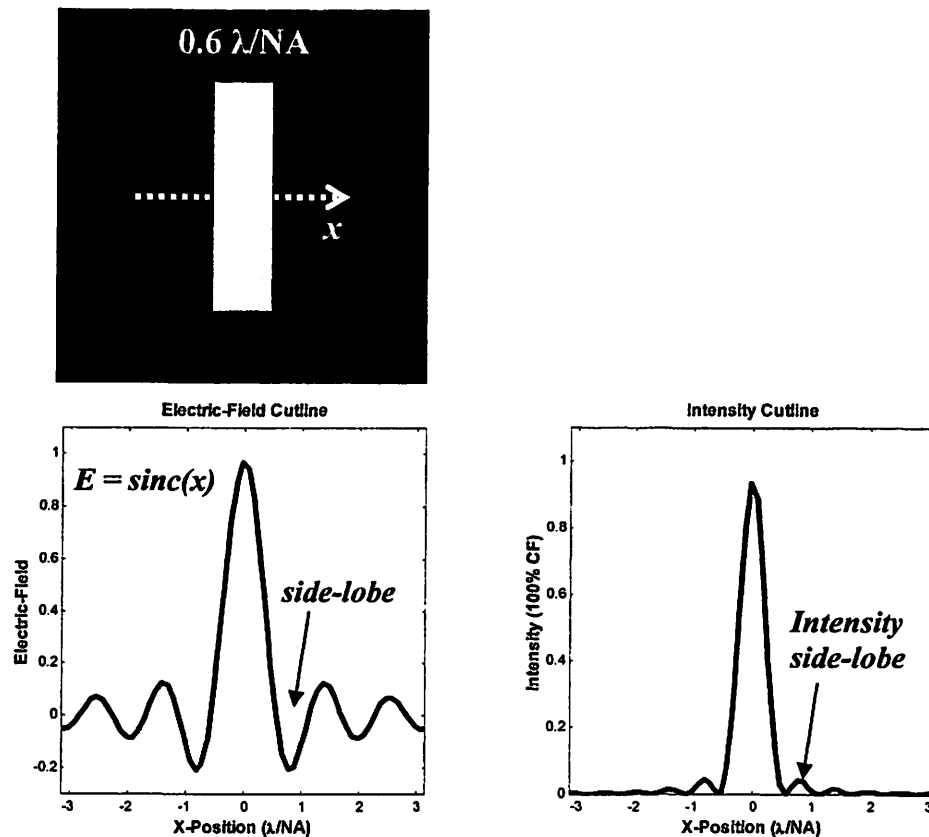 0.6 λ/NA
x
Electric-Field Cutline
E = sinc(x)
side-lobe
Electric-Field
1
0.8
0.6
0.4
0.2
0
-0.2
-3
-2
-1
0
1
2
3
X-Position (λ/NA)
Intensity Cutline
Intensity
side-lobe
Intensity (100% CF)
1
0.8
0.6
0.4
0.2
0
-3
-2
-1
0
1
2
3
X-Position (λ/NA)